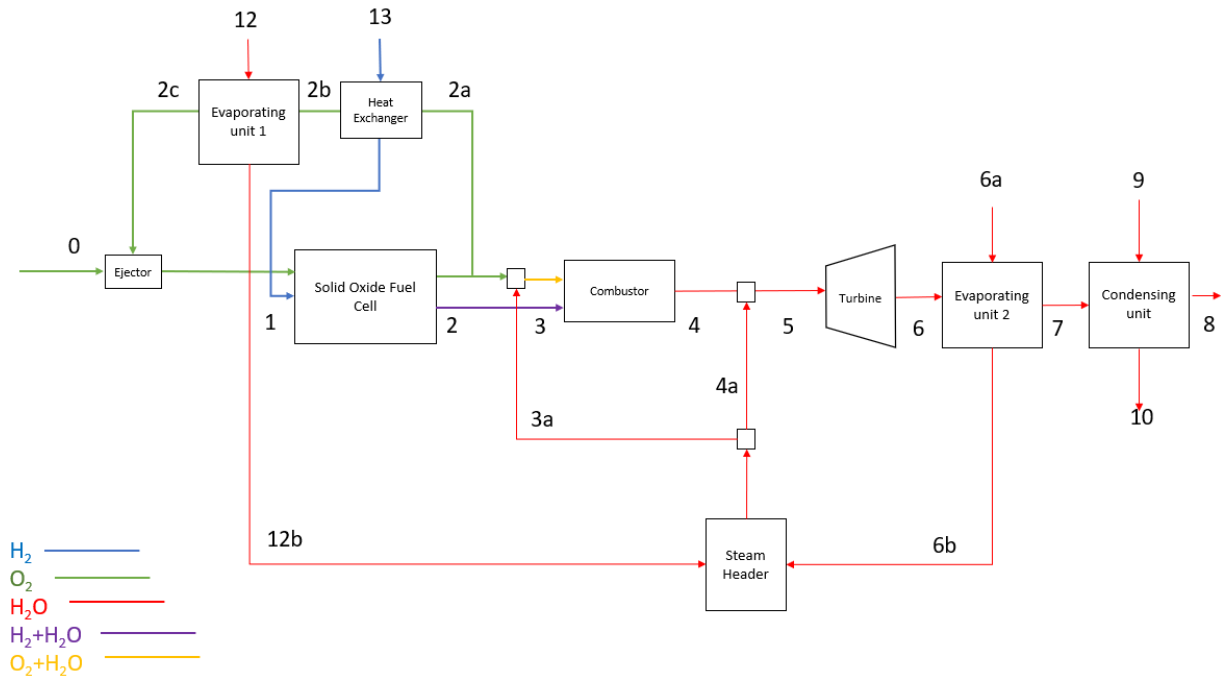 12
13
2c
2b
2a
Evaporating
unit 1
Heat
Exchanger
6a
9
0
Ejector
Solid Oxide Fuel
Cell
Combustor
Turbine
Evaporating
unit 2
Condensing
unit
1
2
3
4
5
6
7
8
4a
3a
10
12b
Steam
Header
6b
H₂
O₂
H₂O
H₂+H₂O
O₂+H₂O